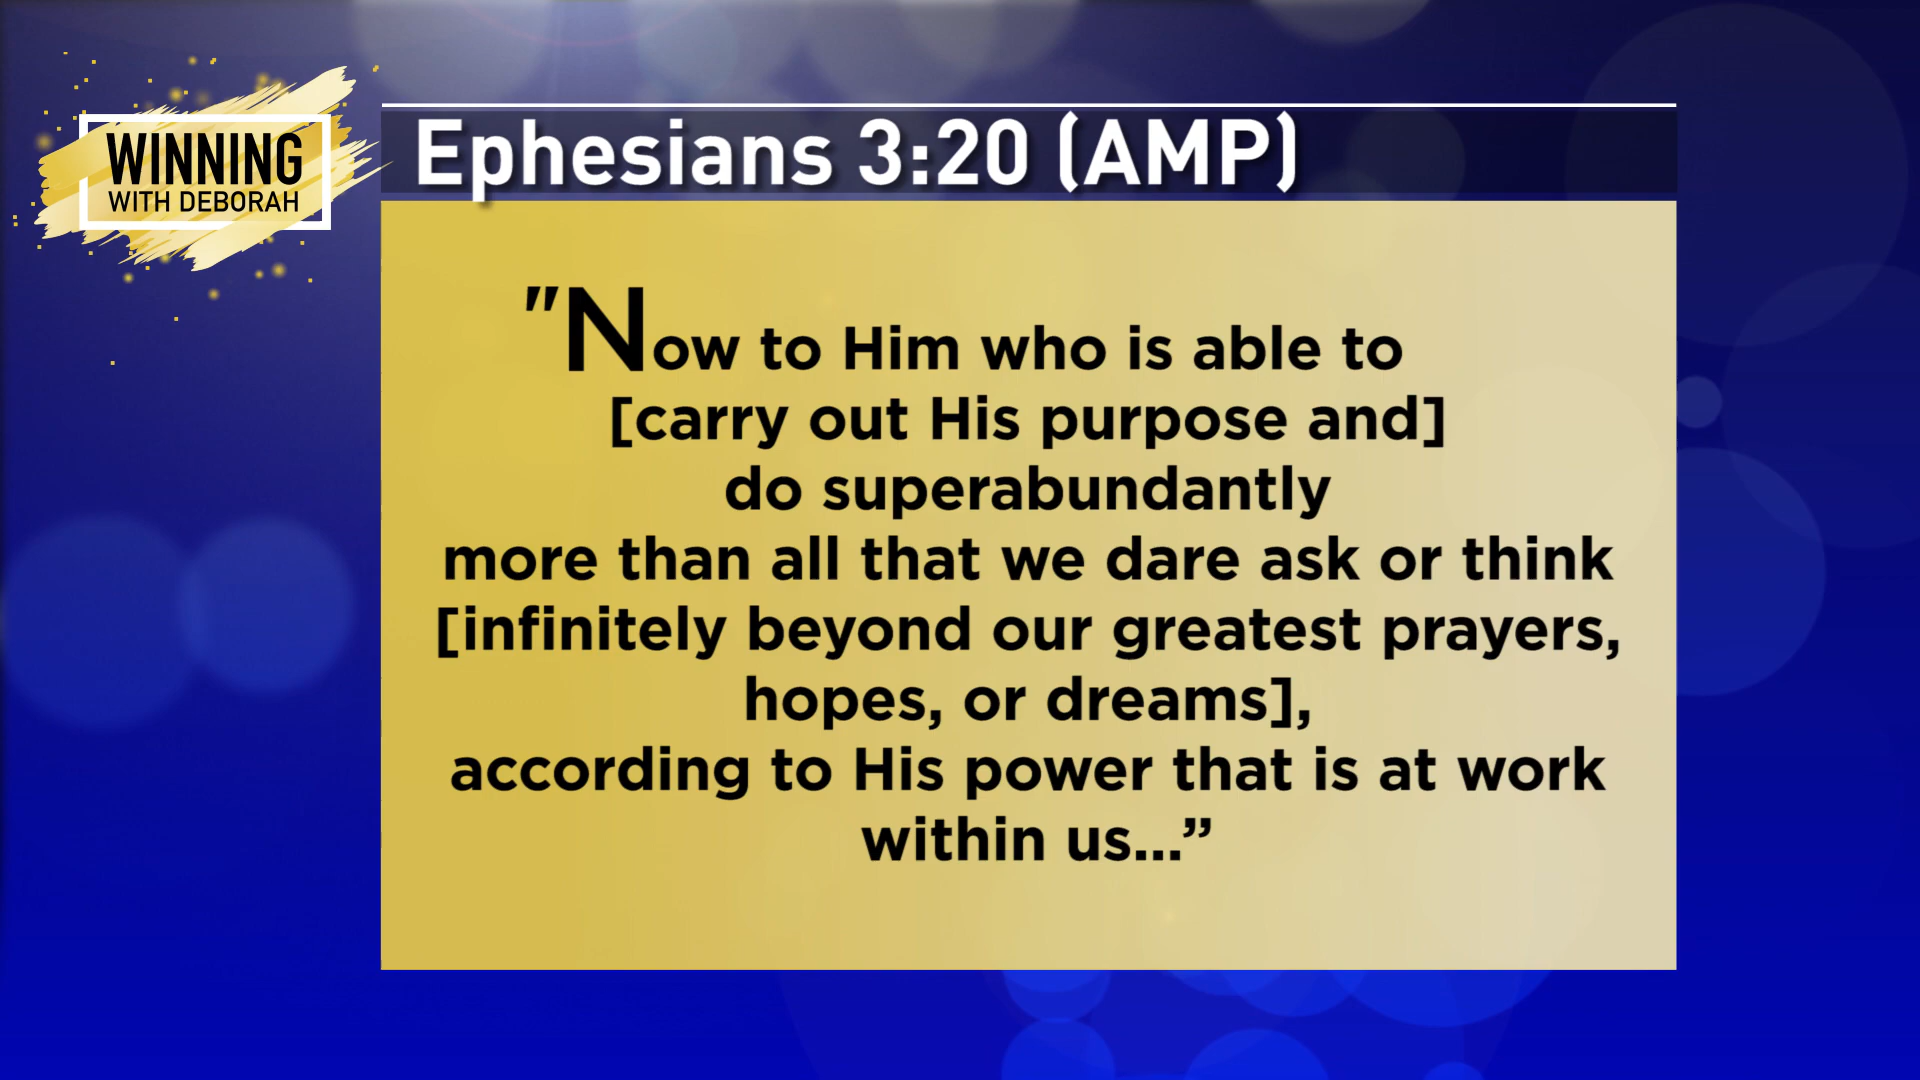 WINNING
WITH DEBORAH
Ephesians 3:20 (AMP)
"Now to Him who is able to
[carry out His purpose and]
do superabundantly
more than all that we dare ask or think
[infinitely beyond our greatest prayers,
hopes, or dreams],
according to His power that is at work
within us...”